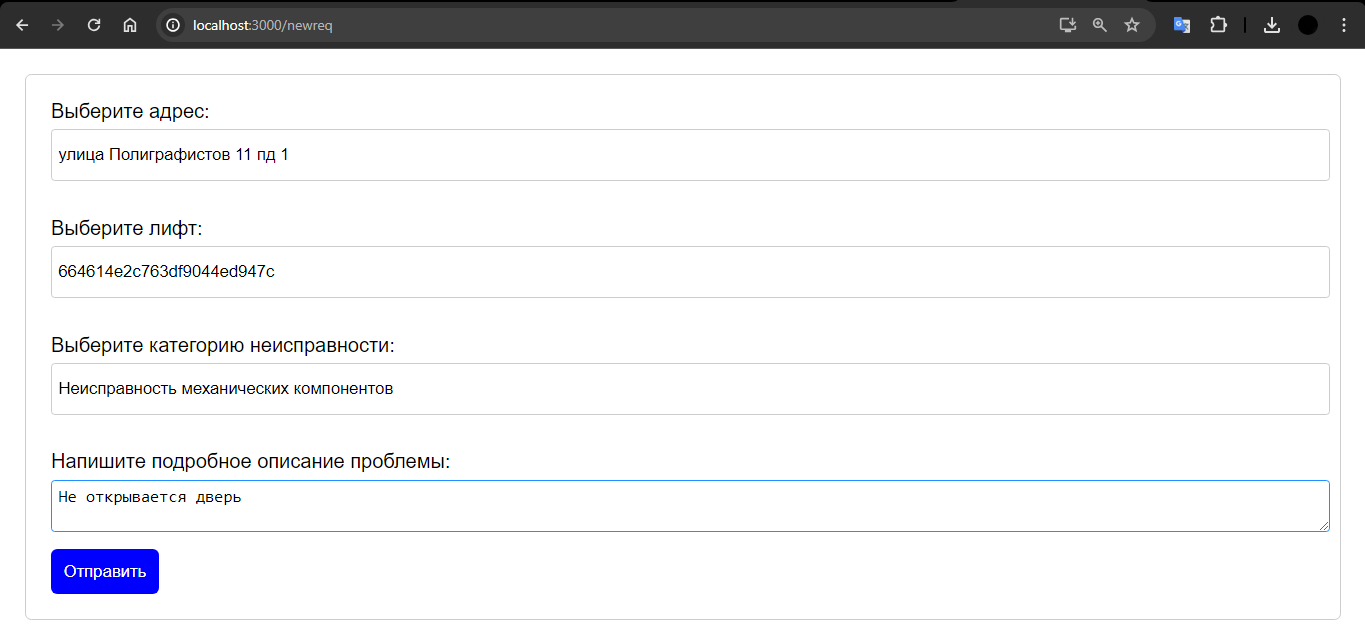 localhost:3000/newreq
Выберите адрес:
улица Полиграфистов 11 пд 1
Выберите лифт:
664614e2c763df9044ed947c
Выберите категорию неисправности:
Неисправность механических компонентов
Напишите подробное описание проблемы:
Не открывается дверь
Отправить